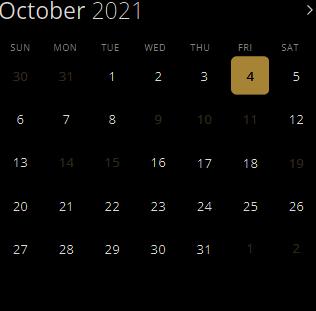 October 2021
SUN MON TUE WED THU FRI SAT
30 31 1 2 3 4 5
6 7 8 9 10 11 12
13 14 15 16 17 18 19
20 21 22 23 24 25 26
27 28 29 30 31 1 2